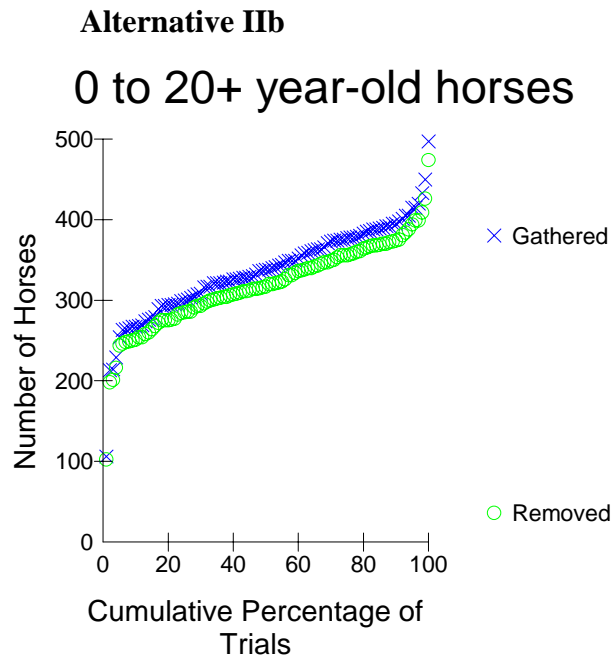 Alternative IIb
0 to 20+ year-old horses
Number of Horses
500
400
300
200
100
0
0 20 40 60 80 100
Cumulative Percentage of
Trials
Gathered
Removed